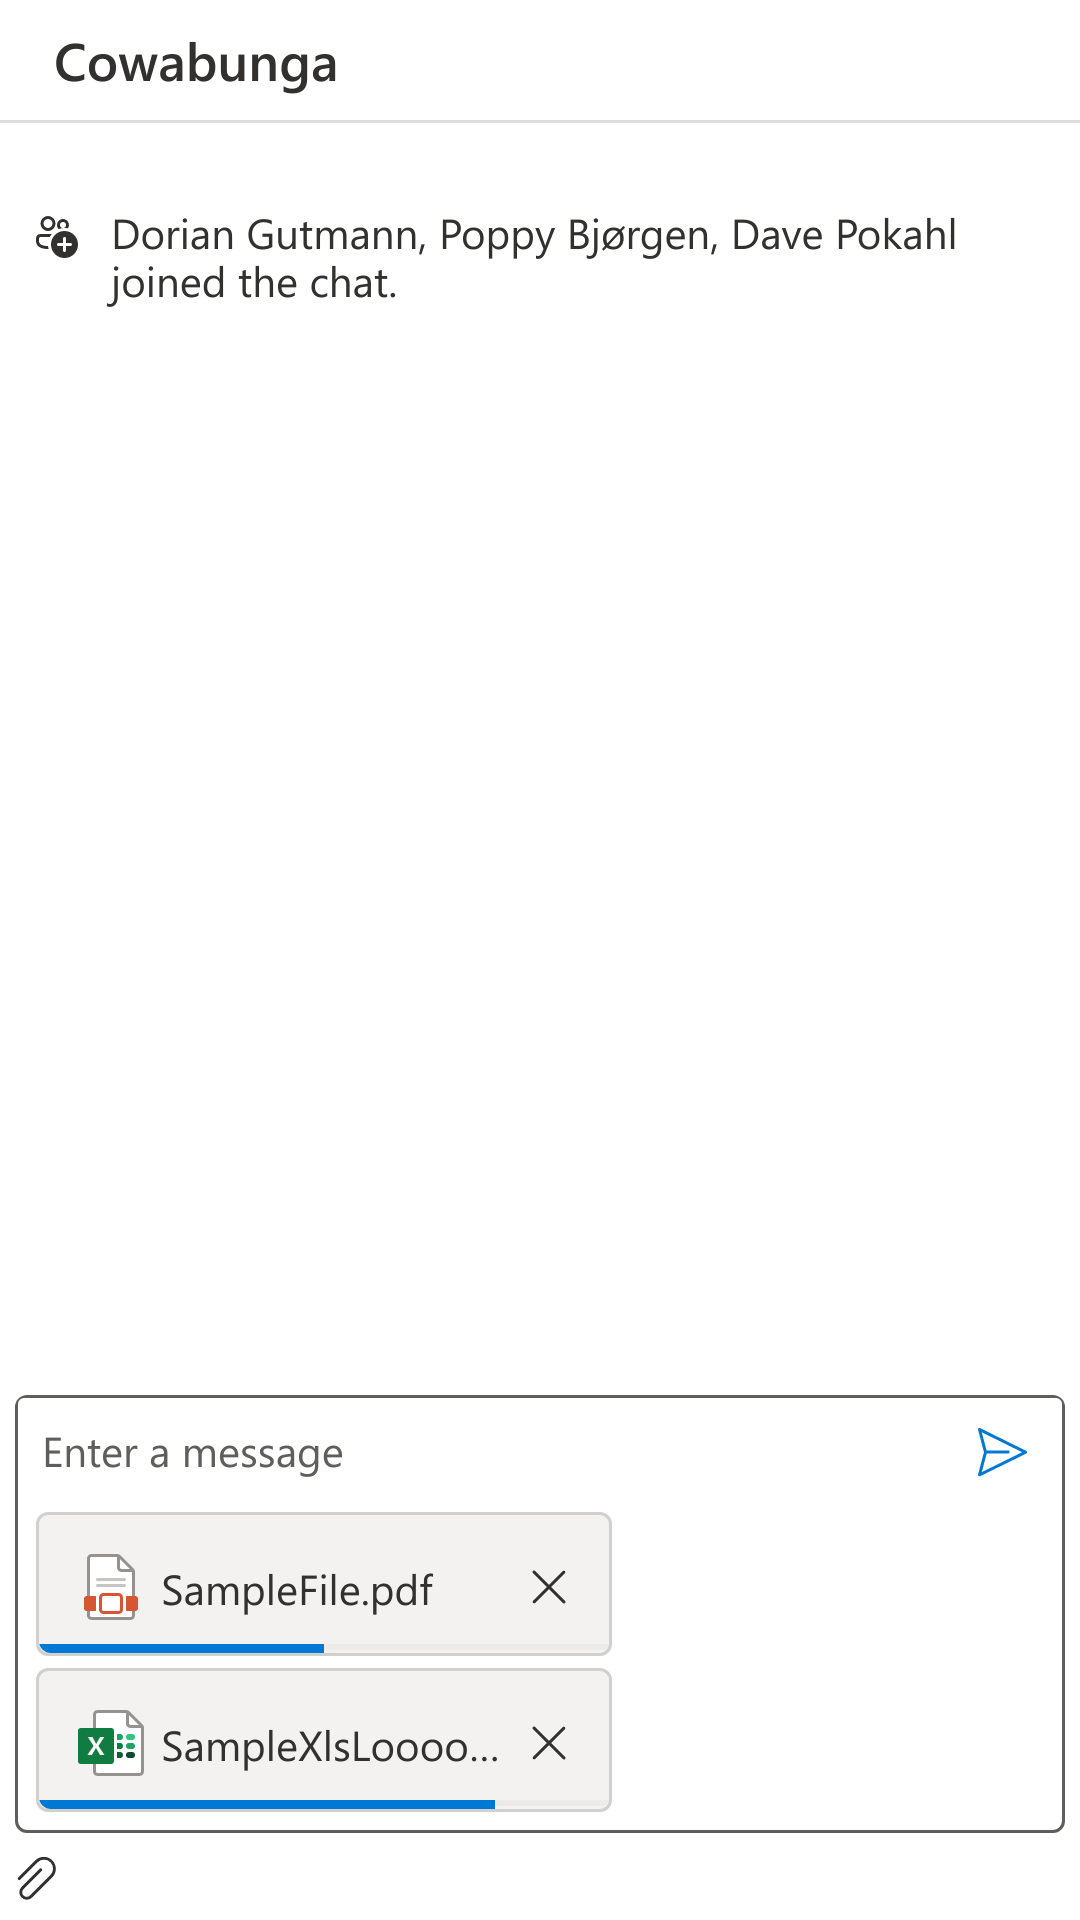 Cowabunga
Dorian Gutmann, Poppy Bjørgen, Dave Pokahl
joined the chat.
Enter a message
SampleFile.pdf
X
SampleXlsLoooo...